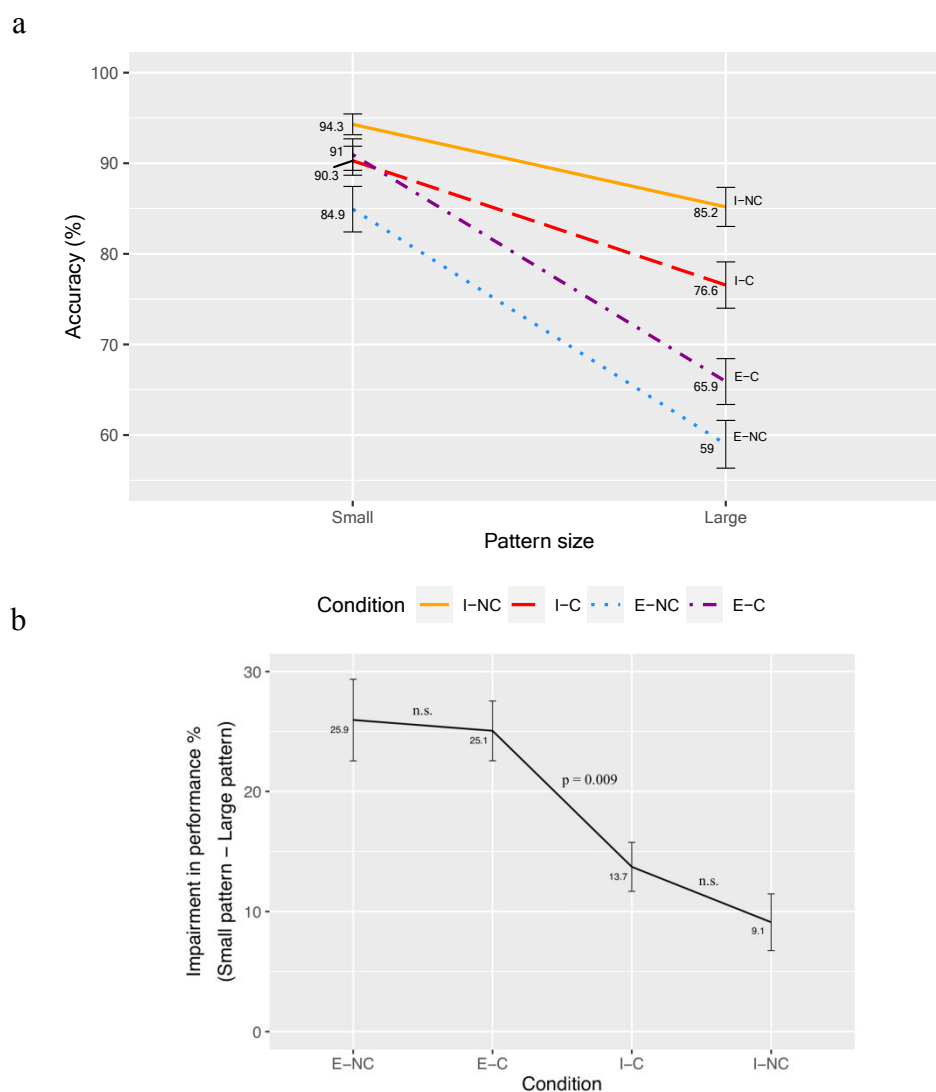 a
100
90
80
70
60
Accuracy (%)
94.3
91
90.3
84.9
85.2
I−NC
76.6
I−C
65.9
E−C
59
E−NC
Small
Large
Pattern size
Condition
I−NC
I−C
E−NC
E−C
b
30
20
10
0
Impairment in performance %
(Small pattern − Large pattern)
25.9
n.s.
25.1
p = 0.009
13.7
n.s.
9.1
E−NC
E−C
I−C
I−NC
Condition